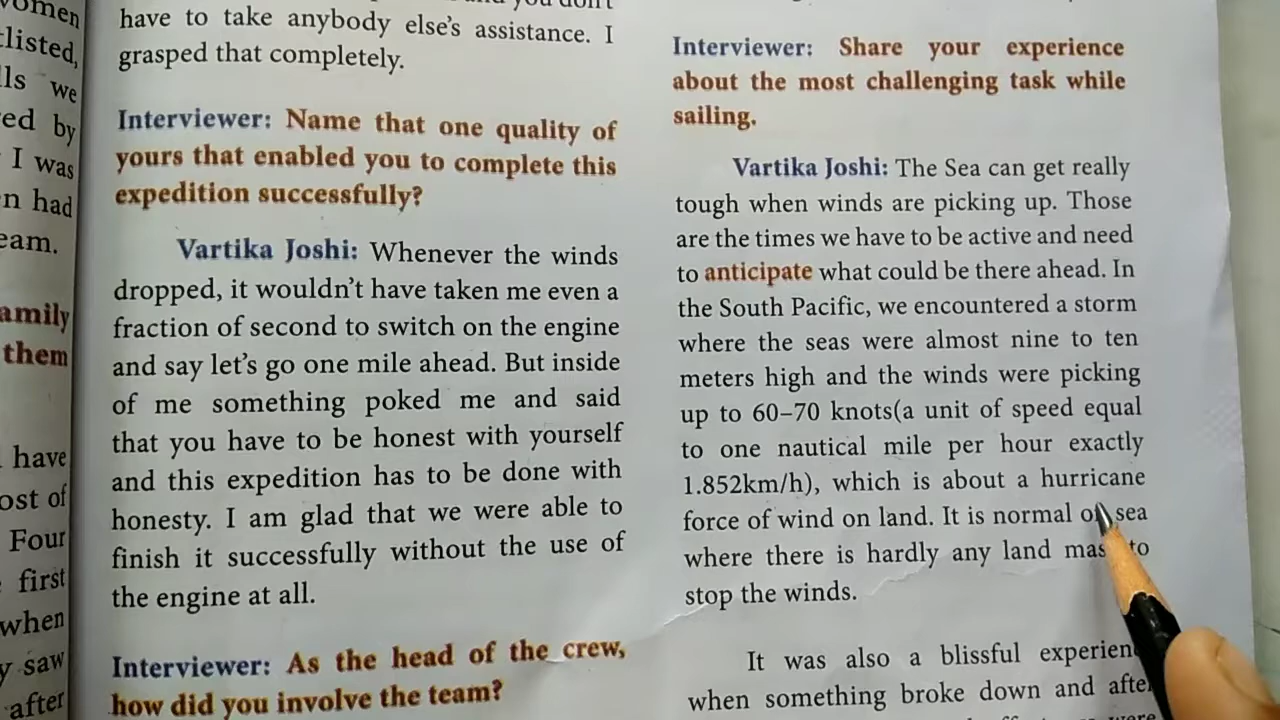 women
listed,
we
ed by
I was
n had
eam.
amily
them
have
ost of
Four
first
when
saw
after
have to take anybody else's assistance. I
grasped that completely.
Interviewer: Name that one quality of
yours that enabled you to complete this
expedition successfully?
Vartika Joshi: Whenever the winds
dropped, it wouldn't have taken me even a
fraction of second to switch on the engine
and say let's go one mile ahead. But inside
of me something poked me and said
that you have to be honest with yourself
and this expedition has to be done with
honesty. I am glad that we were able to
finish it successfully without the use of
the engine at all.
Interviewer: As the head of the crew,
how did you involve the team?
Interviewer: Share your experience
about the most challenging task while
sailing.
Vartika Joshi: The Sea can get really
tough when winds are picking up. Those
are the times we have to be active and need
to anticipate what could be there ahead. In
the South Pacific, we encountered a storm
where the seas were almost nine to ten
meters high and the winds were picking
up to 60–70 knots(a unit of speed equal
to one nautical mile per hour exactly
1.852km/h), which is about a hurricane
force of wind on land. It is normal sea
where there is hardly any land to
stop the winds.
It was also a blissful
when something broke down and after